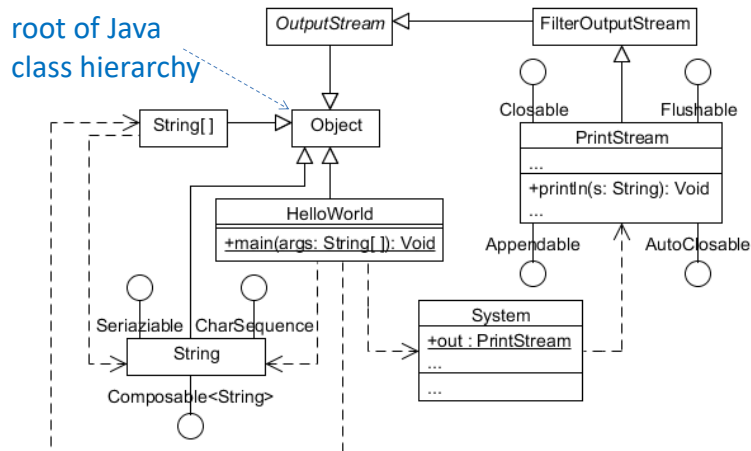 root of Java
class hierarchy
OutputStream
FilterOutputStream
Closable
Flushable
String[ ]
Object
PrintStream
...
+println(s: String): Void
...
HelloWorld
+main(args: String[ ]): Void
Appendable
AutoClosable
Seriaziable
CharSequence
System
+out : PrintStream
...
...
String
Composable<String>